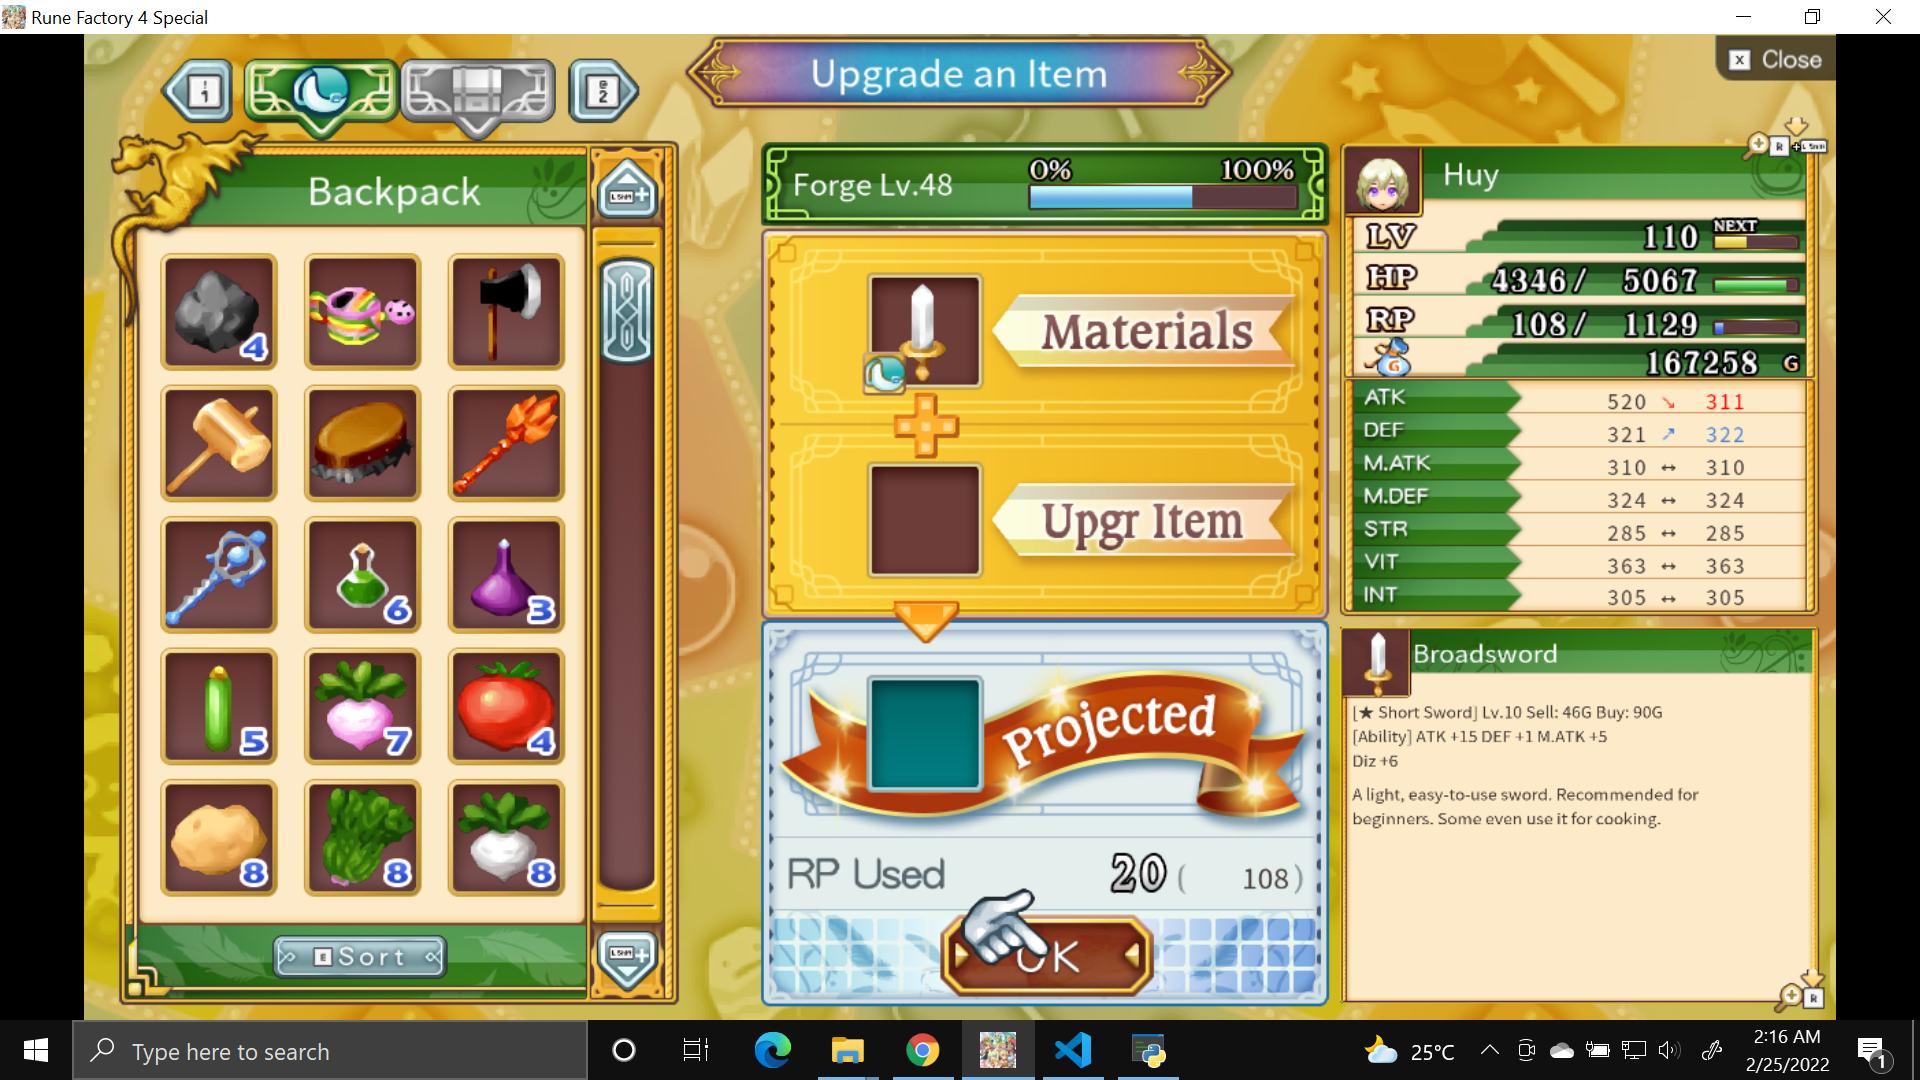 Rune Factory 4 Special
1
2
Upgrade an Item
X Close
Backpack
4
6
3
5
7
4
8
8
8
E Sort
Forge Lv.48
0%
100%
Materials
Upgr Item
Projected
RP Used 20 ( 108)
OK
R
Huy
LV 110 NEXT
HP 4346/ 5067
RP 108/ 1129
G 167258 G
ATK 520 ↘ 311
DEF 321 ↗ 322
M.ATK 310 ↔ 310
M.DEF 324 ↔ 324
STR 285 ↔ 285
VIT 363 ↔ 363
INT 305 ↔ 305
Broadsword
[★ Short Sword] Lv.10 Sell: 46G Buy: 90G
[Ability] ATK +15 DEF +1 M.ATK +5
Diz +6
A light, easy-to-use sword. Recommended for
beginners. Some even use it for cooking.
R
Type here to search
25°C
2:16 AM
2/25/2022
1